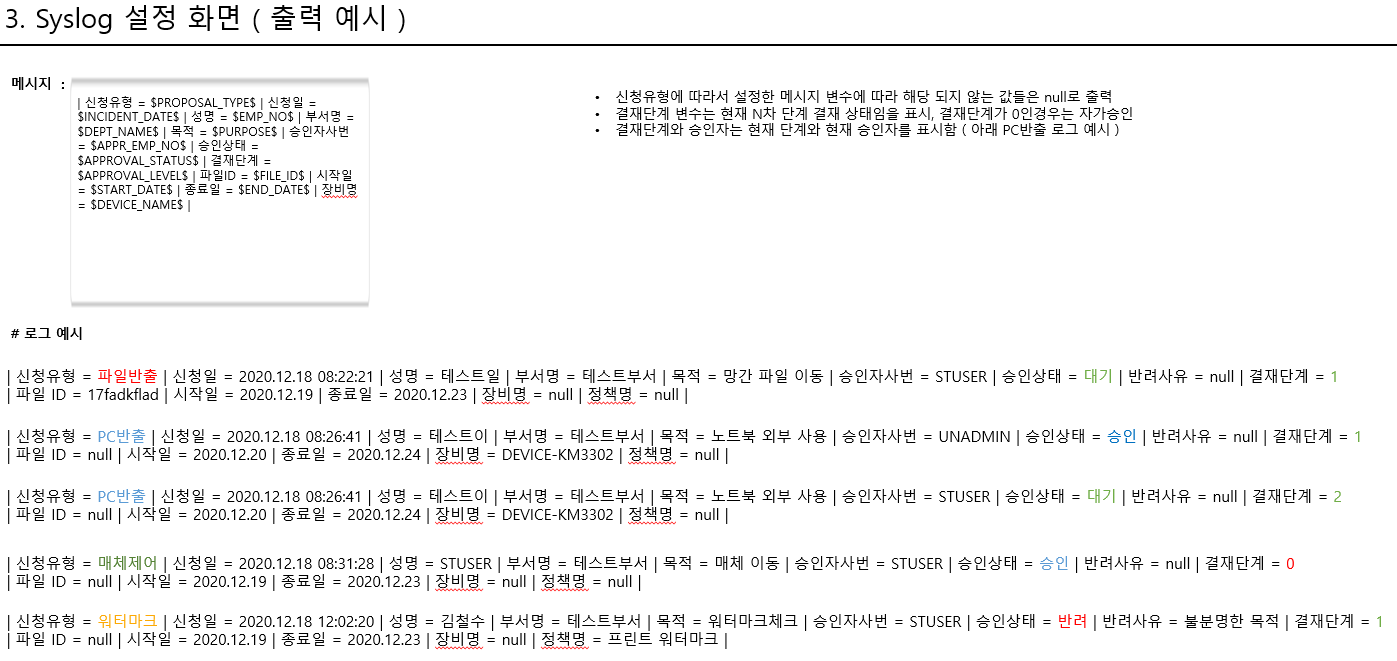 3. Syslog 설정 화면 ( 출력 예시 )
메시지 :
| 신청유형 = $PROPOSAL_TYPE$ | 신청일 =
$INCIDENT_DATE$ | 성명 = $EMP_NO$ | 부서명 =
$DEPT_NAME$ | 목적 = $PURPOSE$ | 승인자사번
= $APPR_EMP_NO$ | 승인상태 =
$APPROVAL_STATUS$ | 결재단계 =
$APPROVAL_LEVEL$ | 파일ID = $FILE_ID$ | 시작일
= $START_DATE$ | 종료일 = $END_DATE$ | 장비명
= $DEVICE_NAME$ |
• 신청유형에 따라서 설정한 메시지 변수에 따라 해당 되지 않는 값들은 null로 출력
• 결재단계 변수는 현재 N차 단계 결재 상태임을 표시, 결재단계가 0인경우는 자가승인
• 결재단계와 승인자는 현재 단계와 현재 승인자를 표시함 ( 아래 PC반출 로그 예시 )
# 로그 예시
| 신청유형 = 파일반출 | 신청일 = 2020.12.18 08:22:21 | 성명 = 테스트일 | 부서명 = 테스트부서 | 목적 = 망간 파일 이동 | 승인자사번 = STUSER | 승인상태 = 대기 | 반려사유 = null | 결재단계 = 1
| 파일 ID = 17fadkflad | 시작일 = 2020.12.19 | 종료일 = 2020.12.23 | 장비명 = null | 정책명 = null |
| 신청유형 = PC반출 | 신청일 = 2020.12.18 08:26:41 | 성명 = 테스트이 | 부서명 = 테스트부서 | 목적 = 노트북 외부 사용 | 승인자사번 = UNADMIN | 승인상태 = 승인 | 반려사유 = null | 결재단계 = 1
| 파일 ID = null | 시작일 = 2020.12.20 | 종료일 = 2020.12.24 | 장비명 = DEVICE-KM3302 | 정책명 = null |
| 신청유형 = PC반출 | 신청일 = 2020.12.18 08:26:41 | 성명 = 테스트이 | 부서명 = 테스트부서 | 목적 = 노트북 외부 사용 | 승인자사번 = STUSER | 승인상태 = 대기 | 반려사유 = null | 결재단계 = 2
| 파일 ID = null | 시작일 = 2020.12.20 | 종료일 = 2020.12.24 | 장비명 = DEVICE-KM3302 | 정책명 = null |
| 신청유형 = 매체제어 | 신청일 = 2020.12.18 08:31:28 | 성명 = STUSER | 부서명 = 테스트부서 | 목적 = 매체 이동 | 승인자사번 = STUSER | 승인상태 = 승인 | 반려사유 = null | 결재단계 = 0
| 파일 ID = null | 시작일 = 2020.12.19 | 종료일 = 2020.12.23 | 장비명 = null | 정책명 = null |
| 신청유형 = 워터마크 | 신청일 = 2020.12.18 12:02:20 | 성명 = 김철수 | 부서명 = 테스트부서 | 목적 = 워터마크체크 | 승인자사번 = STUSER | 승인상태 = 반려 | 반려사유 = 불분명한 목적 | 결재단계 = 1
| 파일 ID = null | 시작일 = 2020.12.19 | 종료일 = 2020.12.23 | 장비명 = null | 정책명 = 프린트 워터마크 |